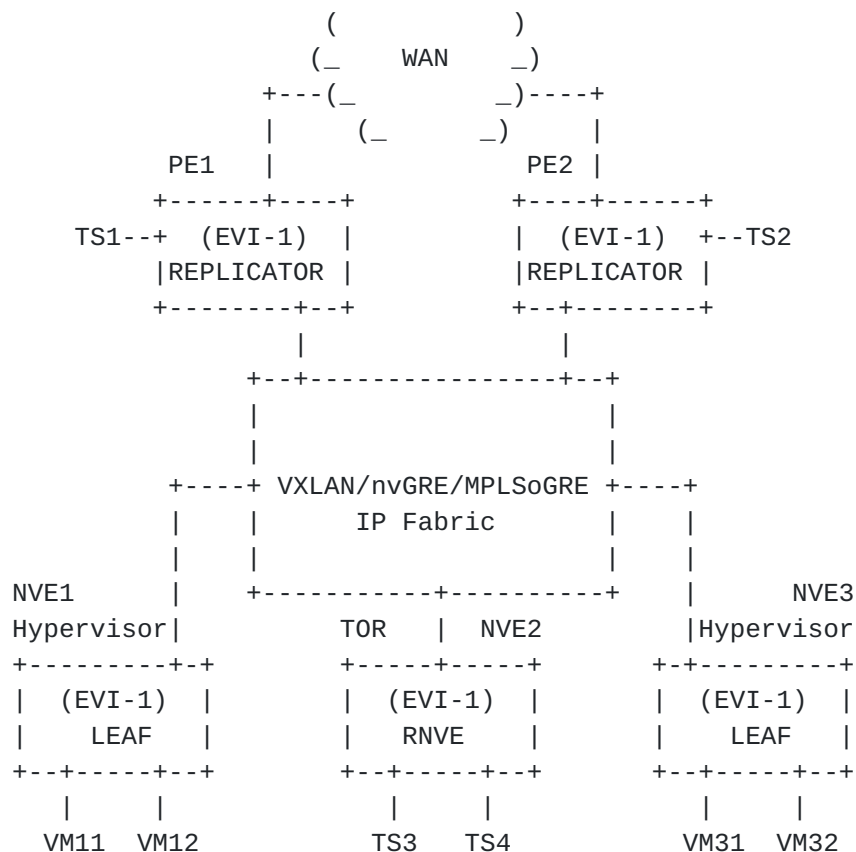 WAN
PE1 PE2
TS1 (EVI-1) (EVI-1) TS2
REPLICATOR REPLICATOR
VXLAN/nvGRE/MPLSoGRE
IP Fabric
NVE1 NVE3
Hypervisor TOR NVE2 Hypervisor
(EVI-1) (EVI-1) (EVI-1)
LEAF RNVE LEAF
VM11 VM12 TS3 TS4 VM31 VM32